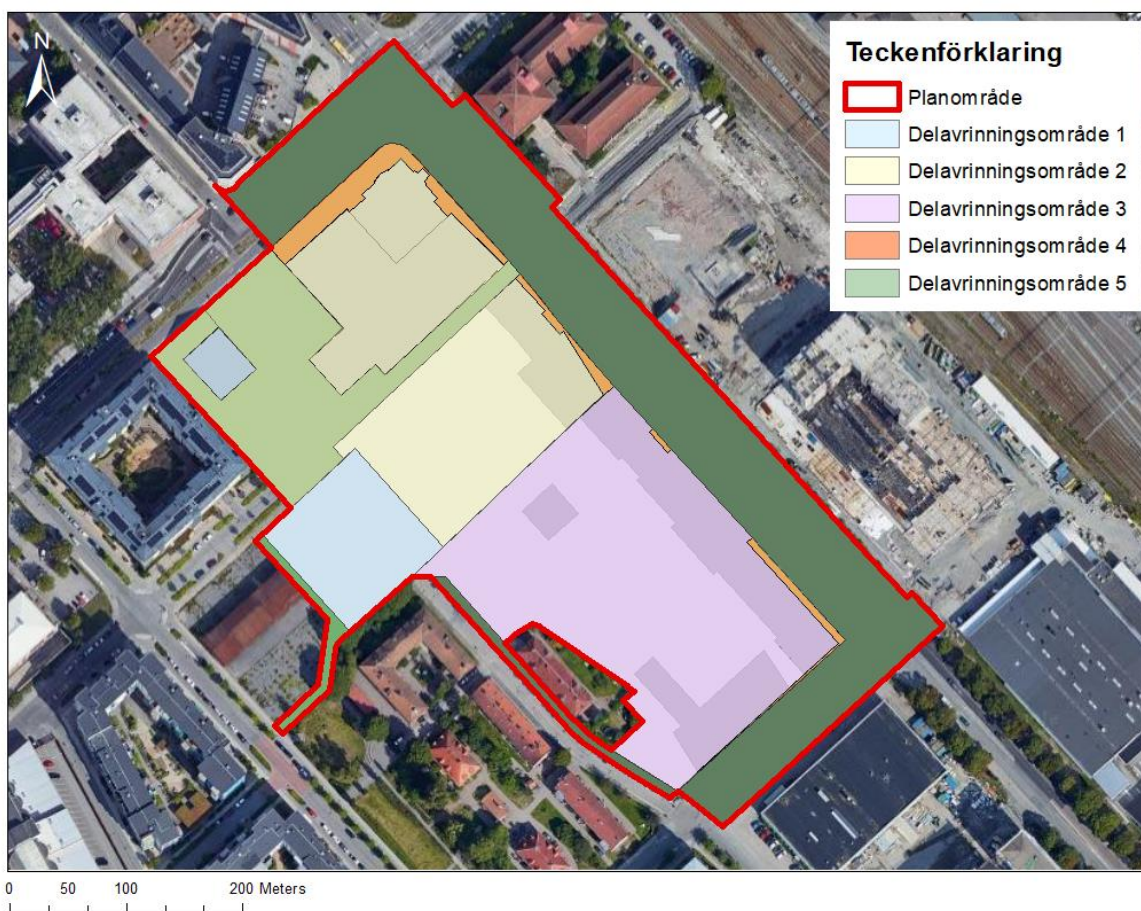 N
Teckenförklaring
Planområde
Delavrinningsområde 1
Delavrinningsområde 2
Delavrinningsområde 3
Delavrinningsområde 4
Delavrinningsområde 5
0 50 100 200 Meters